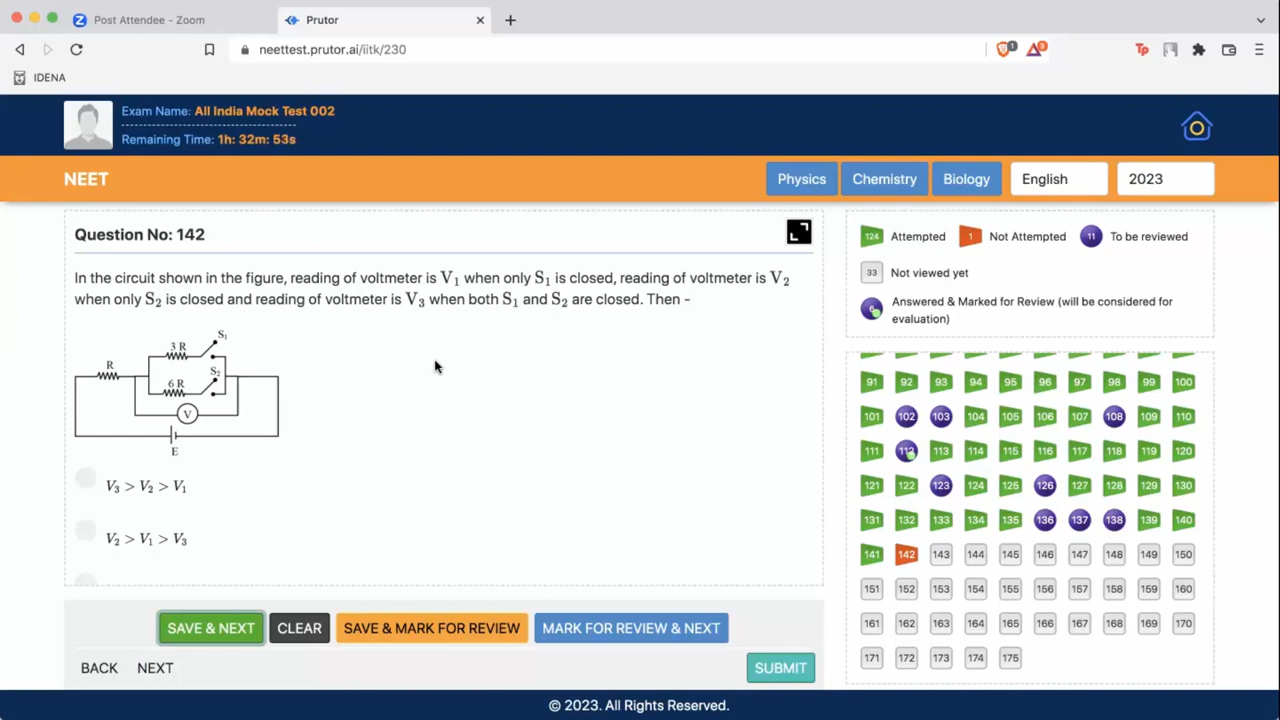 Post Attendee - Zoom
Prutor
neettest.prutor.ai/iitk/230
1
3
Tp
IDENA
Exam Name: All India Mock Test 002
Remaining Time: 1h: 32m: 53s
NEET
Physics
Chemistry
Biology
English
2023
Question No: 142
In the circuit shown in the figure, reading of voltmeter is V₁ when only S₁ is closed, reading of voltmeter is V₂
when only S₂ is closed and reading of voltmeter is V₃ when both S₁ and S₂ are closed. Then -
R
3 R
S₁
6 R
S₂
V
E
V₃ > V₂ > V₁
V₂ > V₁ > V₃
SAVE & NEXT
CLEAR
SAVE & MARK FOR REVIEW
MARK FOR REVIEW & NEXT
BACK
NEXT
SUBMIT
124 Attempted
1 Not Attempted
11 To be reviewed
33 Not viewed yet
Answered & Marked for Review (will be considered for
evaluation)
91 92 93 94 95 96 97 98 99 100
101 102 103 104 105 106 107 108 109 110
111 112 113 114 115 116 117 118 119 120
121 122 123 124 125 126 127 128 129 130
131 132 133 134 135 136 137 138 139 140
141 142 143 144 145 146 147 148 149 150
151 152 153 154 155 156 157 158 159 160
161 162 163 164 165 166 167 168 169 170
171 172 173 174 175
© 2023. All Rights Reserved.